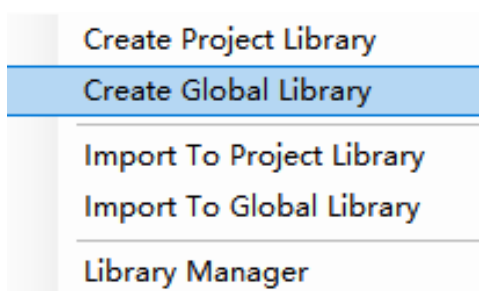 Create Project Library
Create Global Library
Import To Project Library
Import To Global Library
Library Manager